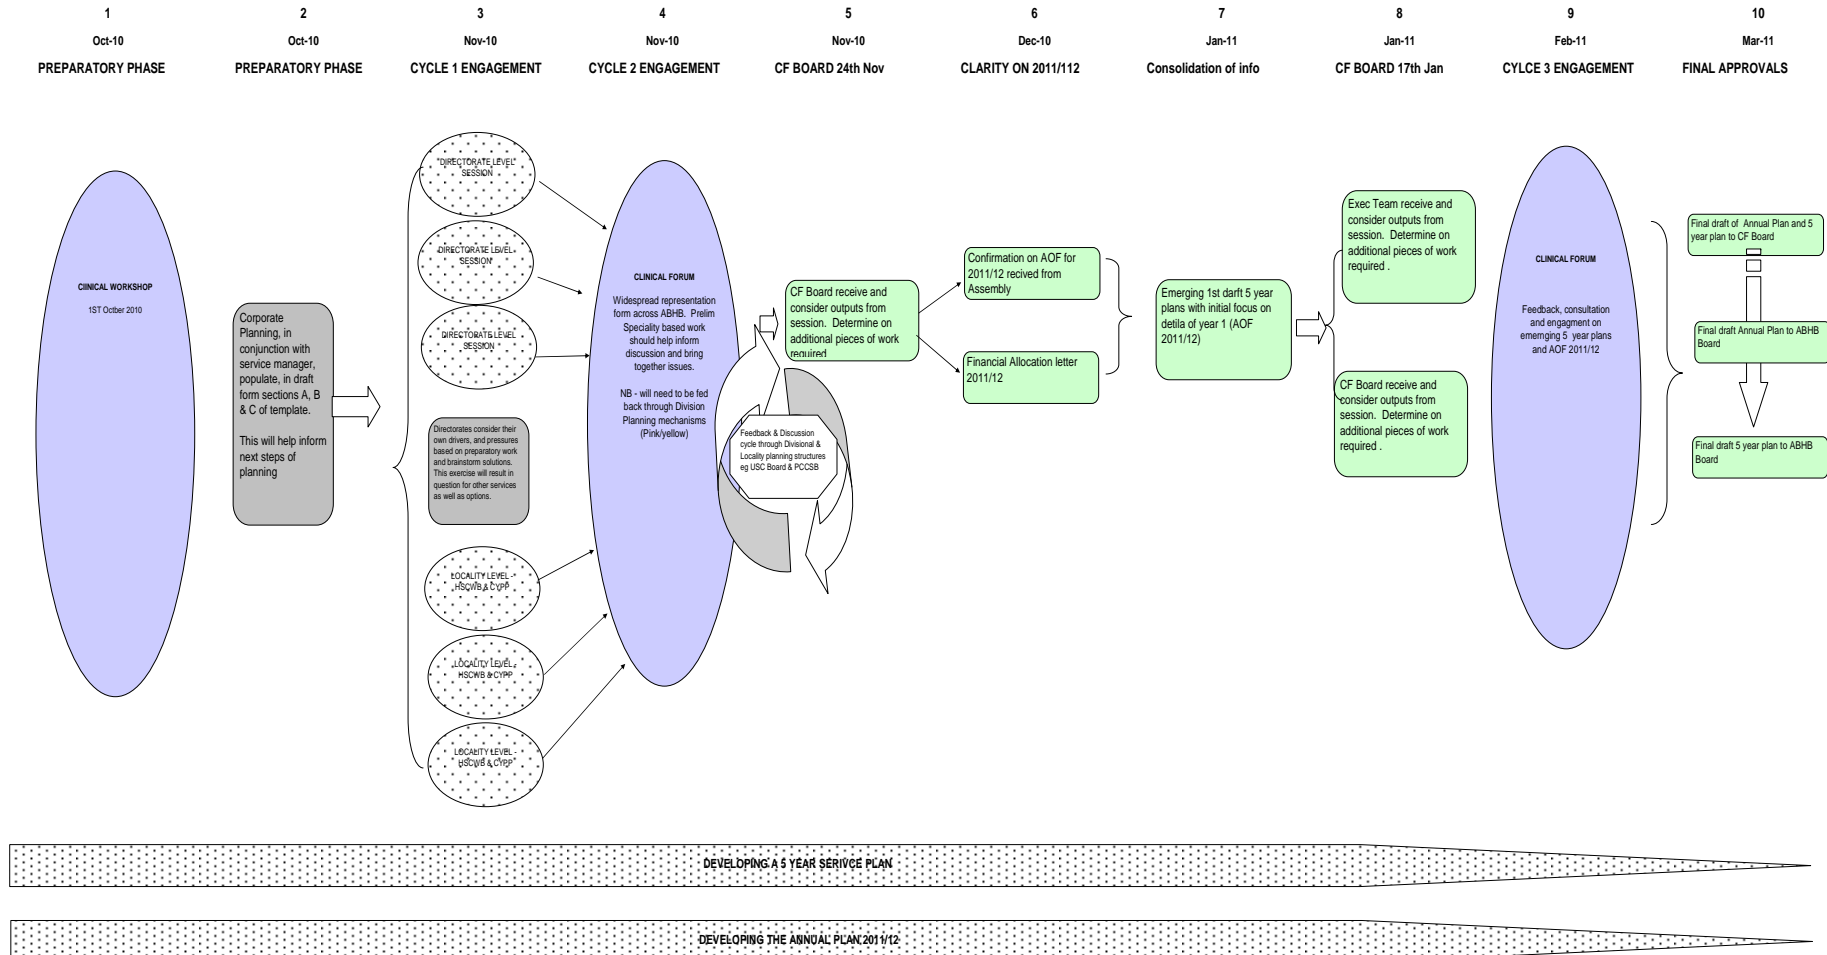 1
Oct-10
PREPARATORY PHASE
2
Oct-10
PREPARATORY PHASE
3
Nov-10
CYCLE 1 ENGAGEMENT
4
Nov-10
CYCLE 2 ENGAGEMENT
5
Nov-10
CF BOARD 24th Nov
6
Dec-10
CLARITY ON 2011/112
7
Jan-11
Consolidation of info
8
Jan-11
CF BOARD 17th Jan
9
Feb-11
CYLCE 3 ENGAGEMENT
10
Mar-11
FINAL APPROVALS
ClINICAL WORKSHOP
1ST Octber 2010
Corporate
Planning, in
conjunction with
service manager,
populate, in draft
form sections A, B
& C of template.
This will help inform
next steps of
planning
"DIRECTORATE LEVEL"
SESSION
DIRECTORATE LEVEL
SESSION
DIRECTORATE LEVEL
SESSION
Directorates consider their
own drivers, and pressures
based on preparatory work
and brainstorm solutions.
This exercise will result in
question for other services
as well as options.
LOCALITY LEVEL -
HSCWB & CYPP
LOCALITY LEVEL -
HSCWB & CYPP
LOCALITY LEVEL -
HSCWB & CYPP
CLINICAL FORUM
Widespread representation
form across ABHB. Prelim
Speciality based work
should help inform
discussion and bring
together issues.
NB - will need to be fed
back through Division
Planning mechanisms
(Pink/yellow)
Feedback & Discussion
cycle through Divisional &
Locality planning structures
eg USC Board & PCCSB
CF Board receive and
consider outputs from
session. Determine on
additional pieces of work
required
Confirmation on AOF for
2011/12 recived from
Assembly
Financial Allocation letter
2011/12
Emerging 1st daft 5 year
plans with initial focus on
detila of year 1 (AOF
2011/12)
Exec Team receive and
consider outputs from
session. Determine on
additional pieces of work
required .
CF Board receive and
consider outputs from
session. Determine on
additional pieces of work
required .
CLINICAL FORUM
Feedback, consultation
and engagment on
ememrging 5 year plans
and AOF 2011/12
Final draft of Annual Plan and 5
year plan to CF Board
Final draft Annual Plan to ABHB
Board
Final draft 5 year plan to ABHB
Board
DEVELOPING A 5 YEAR SERIVCE PLAN
DEVELOPING THE ANNUAL PLAN 2011/12